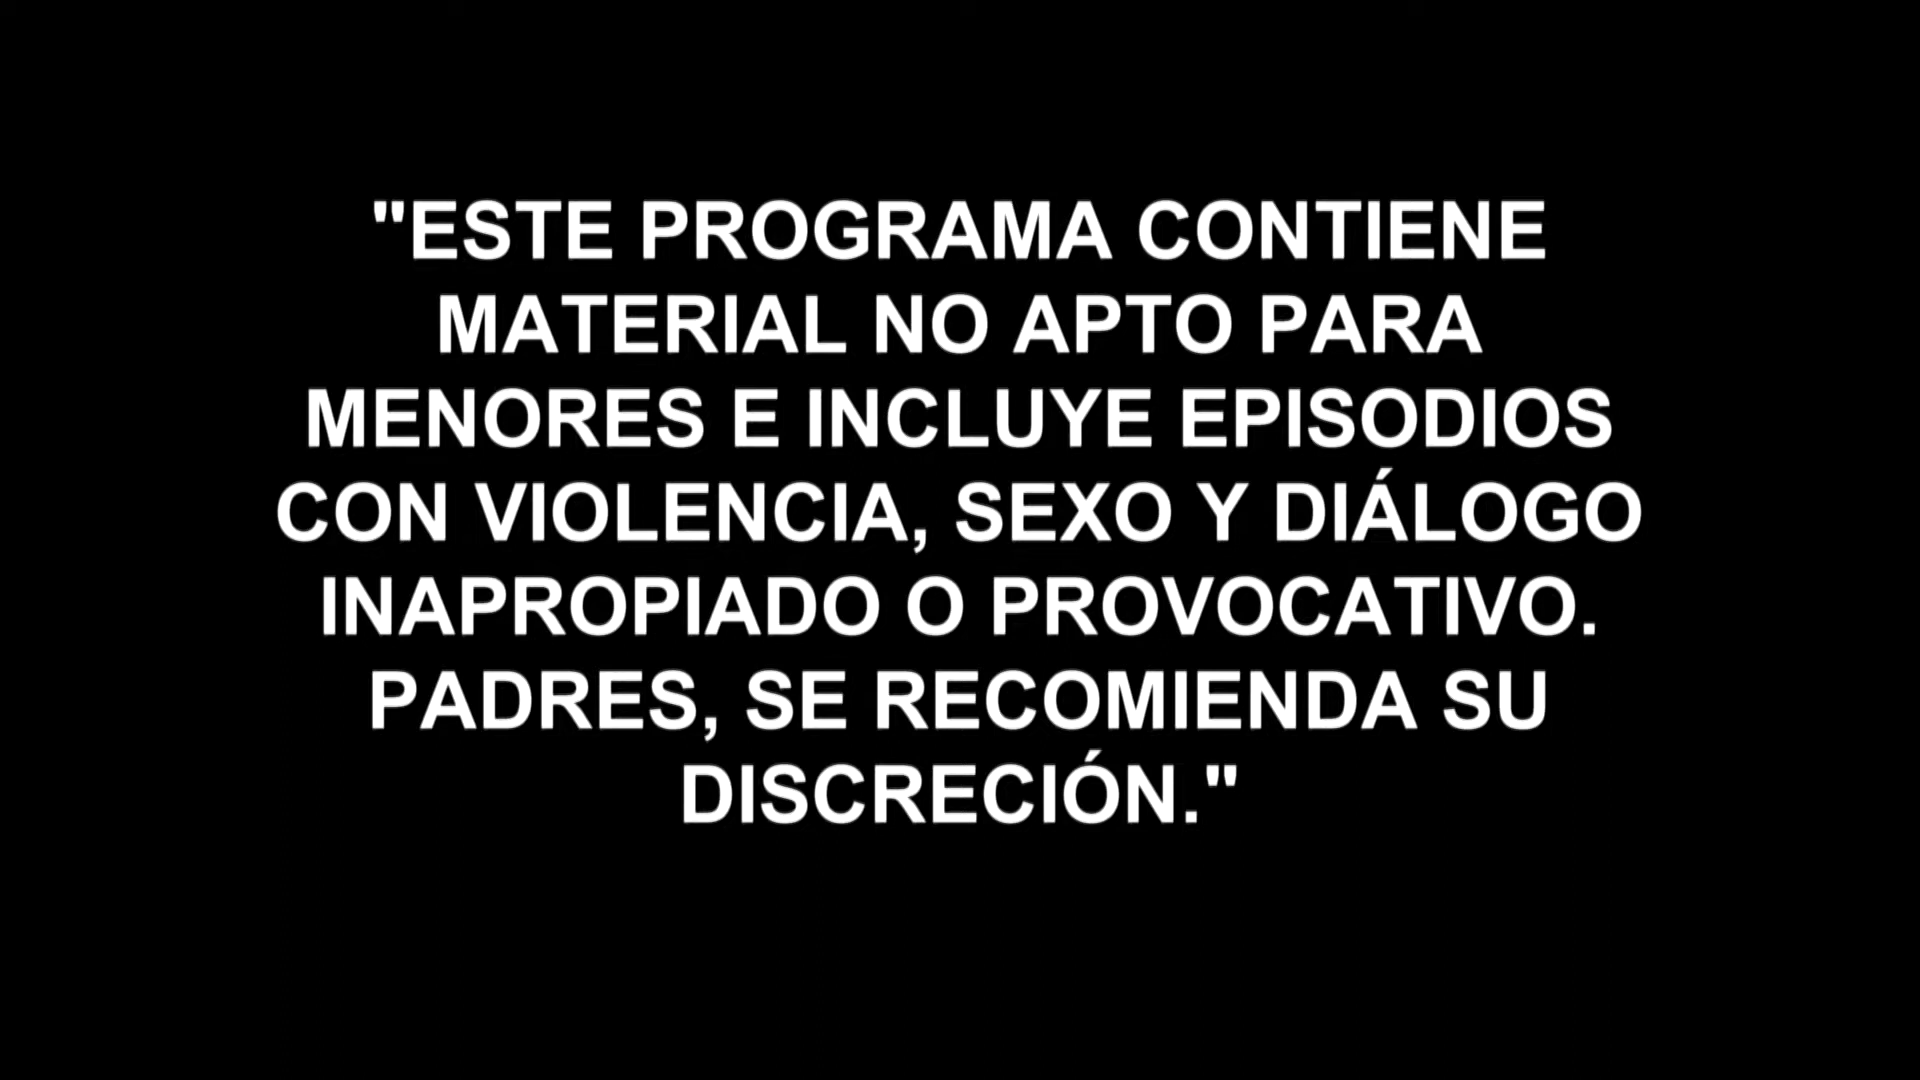 "ESTE PROGRAMA CONTIENE
MATERIAL NO APTO PARA
MENORES E INCLUYE EPISODIOS
CON VIOLENCIA, SEXO Y DIÁLOGO
INAPROPIADO O PROVOCATIVO.
PADRES, SE RECOMIENDA SU
DISCRECIÓN."